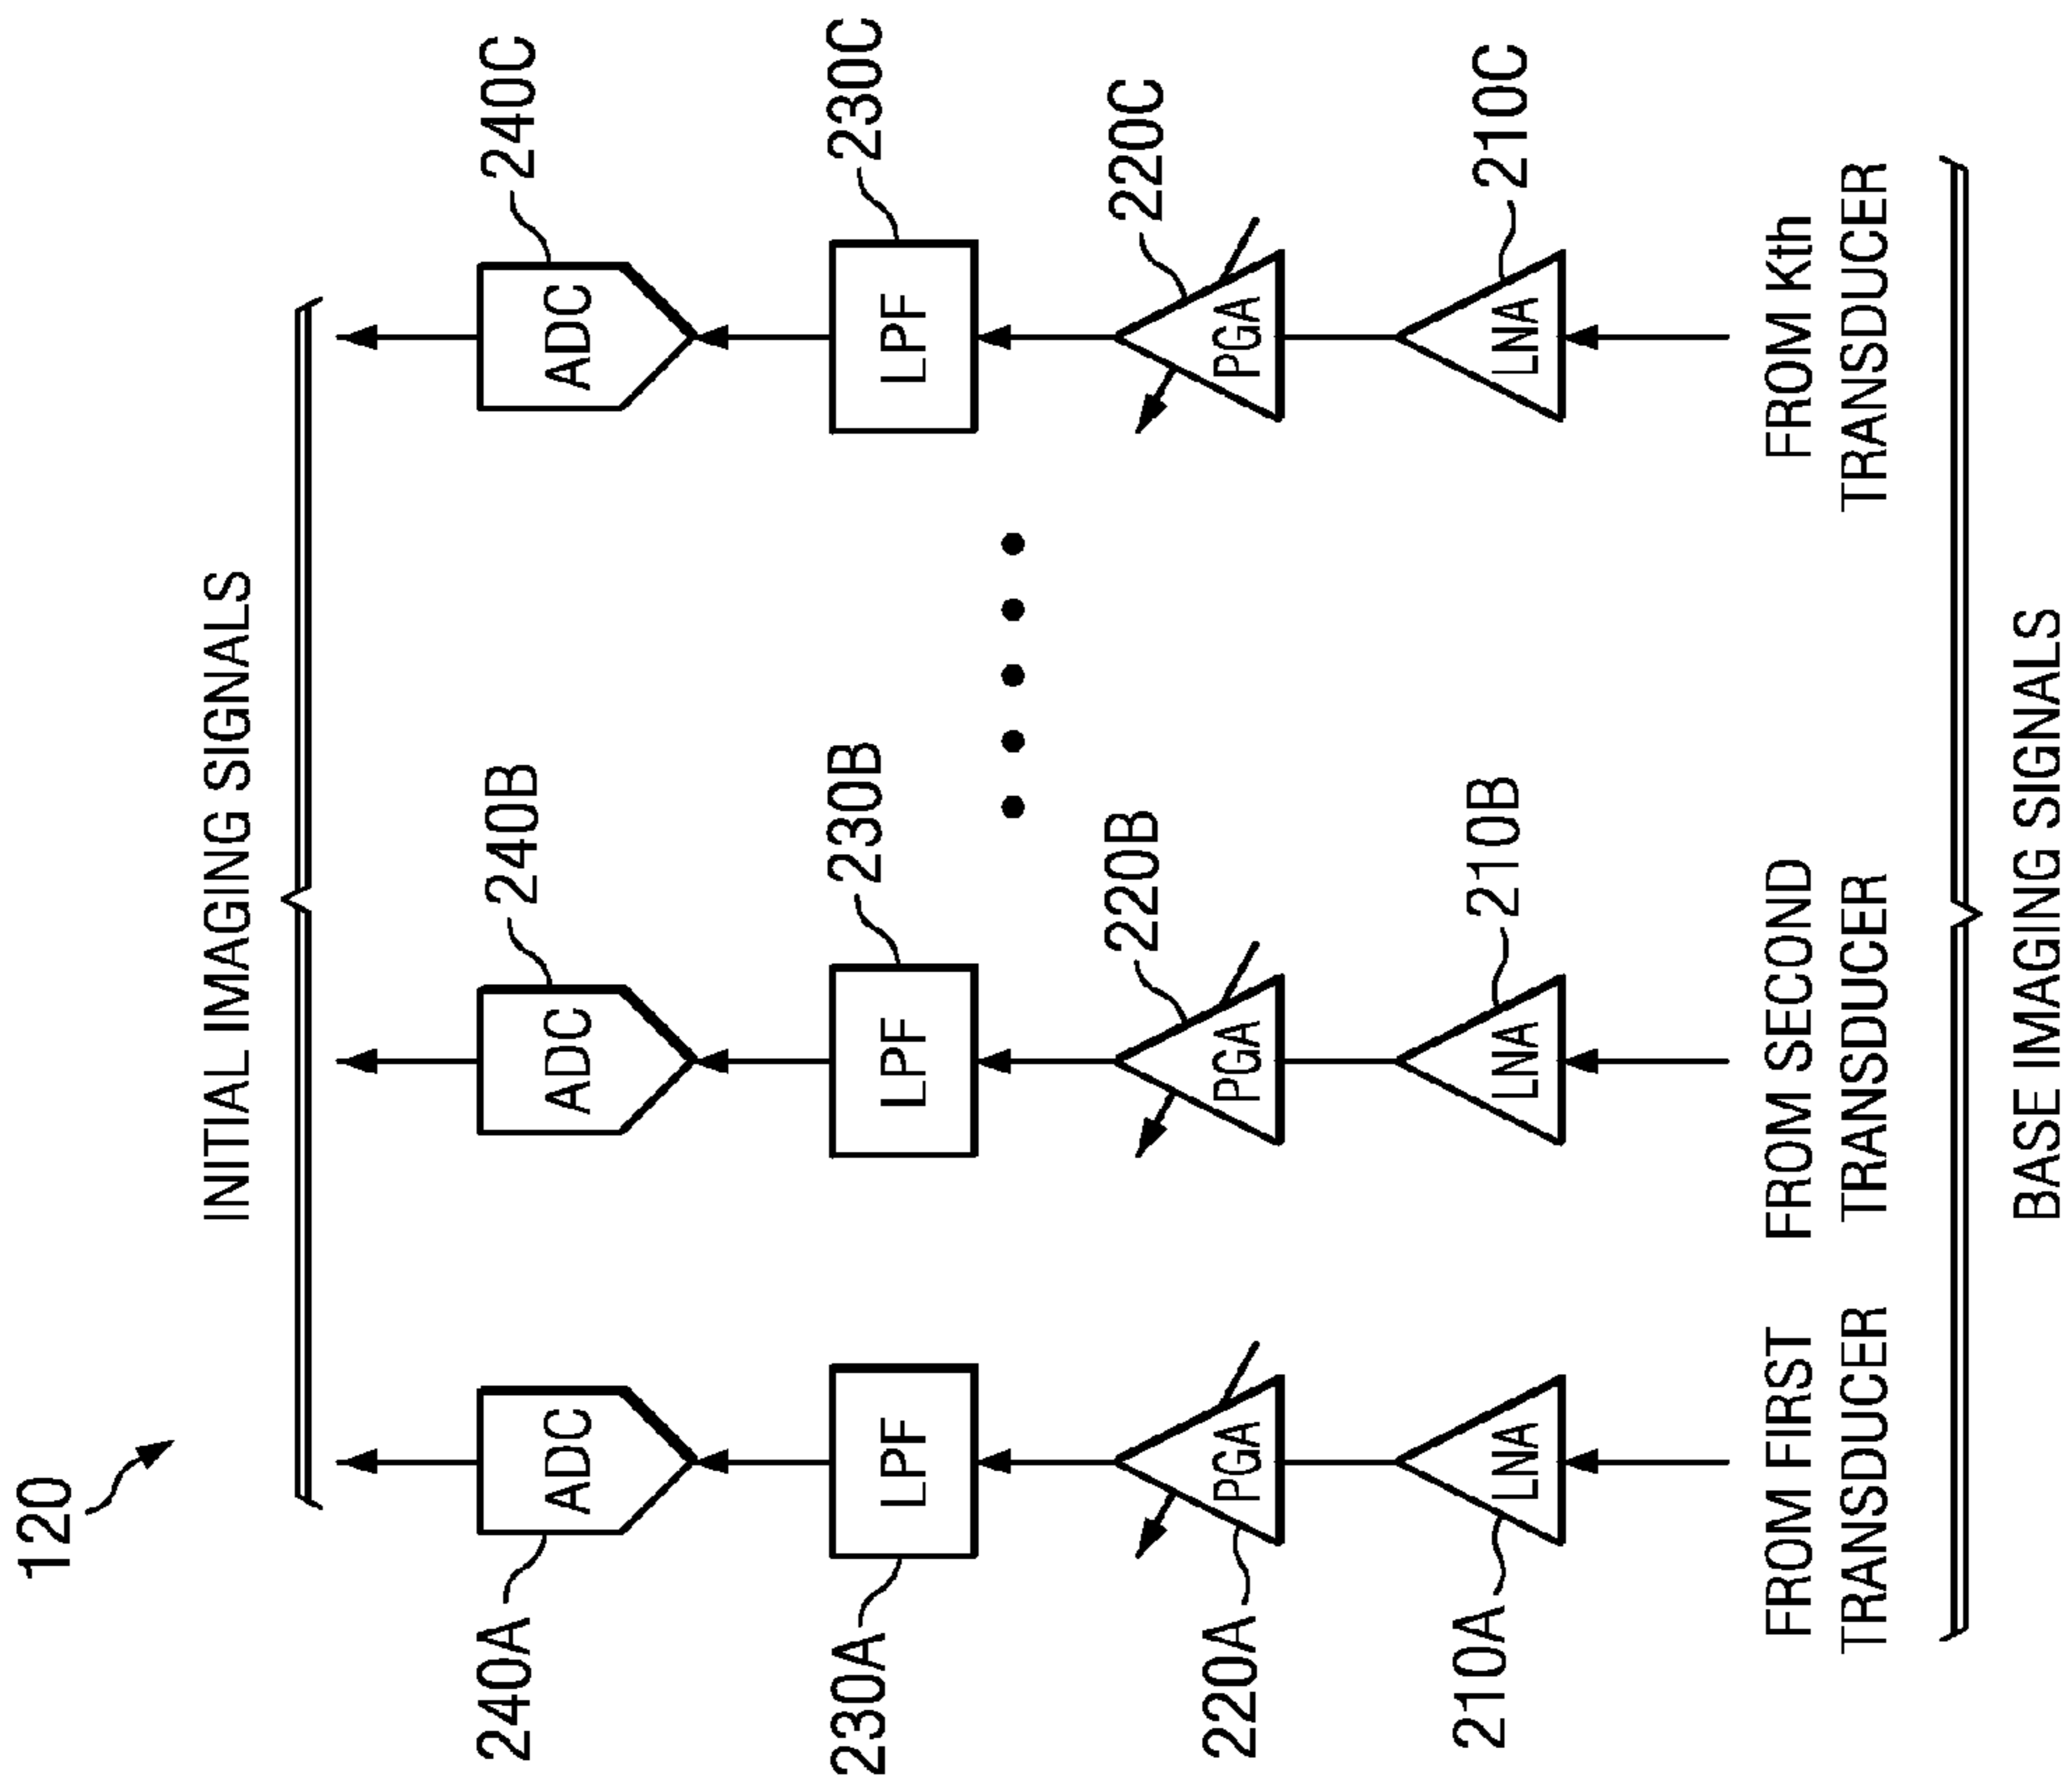 120
INITIAL IMAGING SIGNALS
240A
ADC
240B
ADC
240C
ADC
230A
LPF
230B
LPF
230C
LPF
220A
PGA
220B
PGA
220C
PGA
210A
LNA
210B
LNA
210C
LNA
FROM FIRST
TRANSDUCER
FROM SECOND
TRANSDUCER
FROM Kth
TRANSDUCER
BASE IMAGING SIGNALS